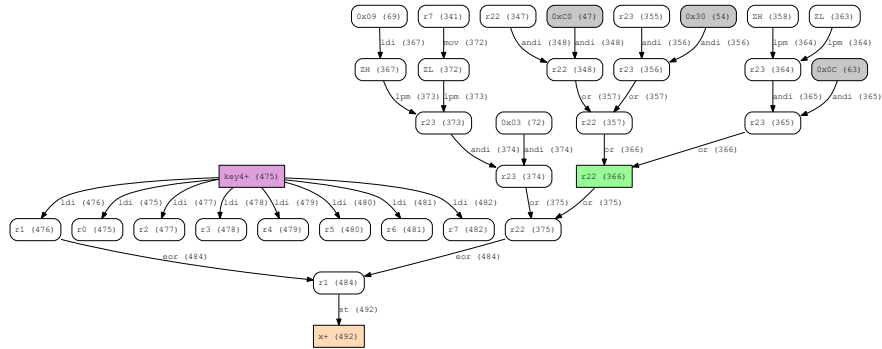 0x09 (69) r7 (341) r22 (347) 0xC0 (47) r23 (355) 0x30 (54) ZH (358) ZL (363)
ldi (367) mov (372) andi (348) andi (348) andi (356) andi (356) lpm (364) lpm (364)
ZH (367) ZL (372) r22 (348) r23 (356) r23 (364) 0x0C (63)
lpm (373) lpm (373) or (357) or (357) andi (365) andi (365)
r23 (373) 0x03 (72) r22 (357) r23 (365)
andi (374) andi (374) or (366) or (366)
key4+ (475) r23 (374) r22 (366)
ldi (476) ldi (475) ldi (477) ldi (478) ldi (479) ldi (480) ldi (481) ldi (482) or (375) or (375)
r1 (476) r0 (475) r2 (477) r3 (478) r4 (479) r5 (480) r6 (481) r7 (482) r22 (375)
eor (484) eor (484)
r1 (484)
st (492)
x+ (492)